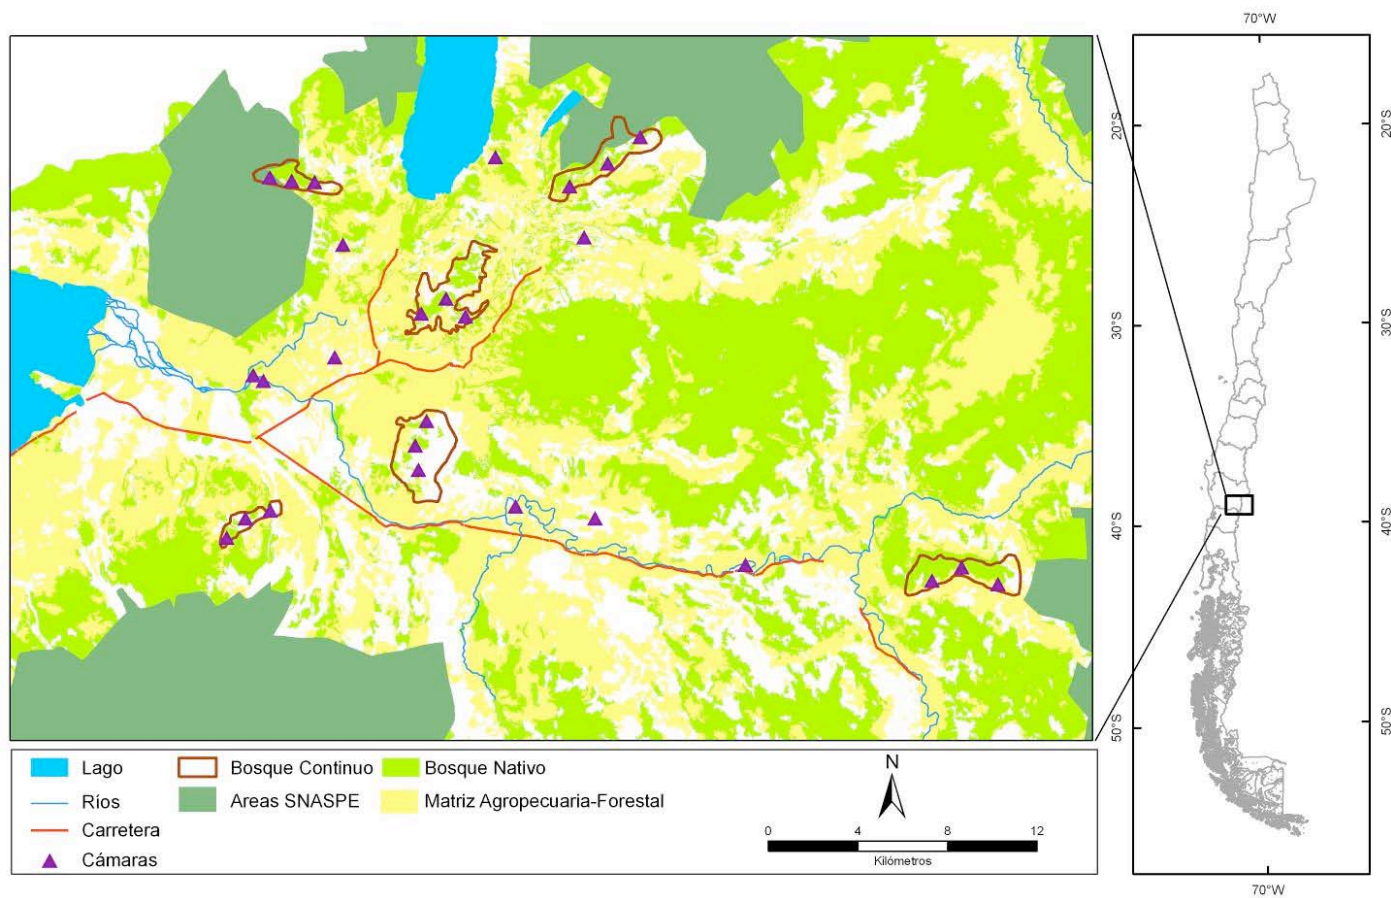 70°W
20°S
20°S
30°S
30°S
40°S
40°S
50°S
50°S
70°W
Lago
Bosque Continuo
Bosque Nativo
Ríos
Areas SNASPE
Matriz Agropecuaria-Forestal
Carretera
Cámaras
N
0 4 8 12
Kilómetros